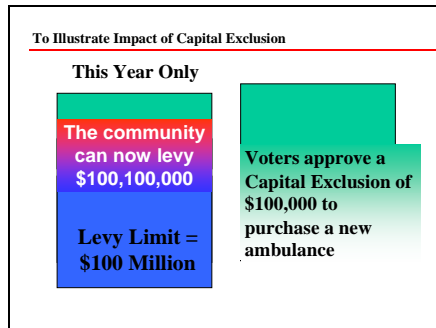 To Illustrate Impact of Capital Exclusion
This Year Only
The community
can now levy
$100,100,000
Levy Limit =
$100 Million
Voters approve a
Capital Exclusion of
$100,000 to
purchase a new
ambulance